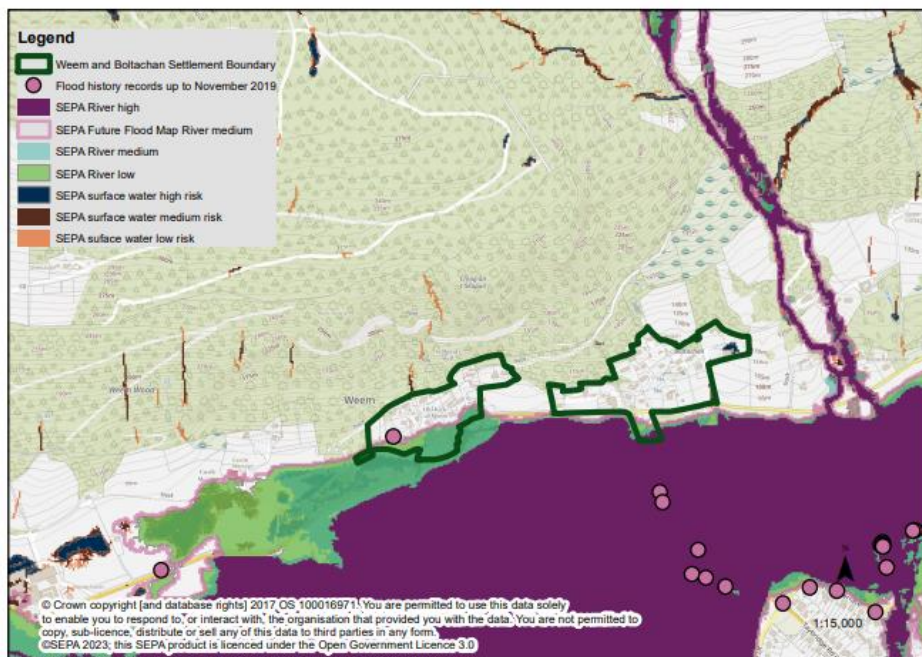 Legend
Weem and Boltachan Settlement Boundary
Flood history records up to November 2019
SEPA River high
SEPA Future Flood Map River medium
SEPA River medium
SEPA River low
SEPA surface water high risk
SEPA surface water medium risk
SEPA suface water low risk
Weem Wood
Weem
Boltachan
1:15,000
© Crown copyright [and database rights] 2017 OS 100016971. You are permitted to use this data solely
to enable you to respond to, or interact with, the organisation that provided you with the data. You are not permitted to
copy, sub-licence, distribute or sell any of this data to third parties in any form.
©SEPA 2023; this SEPA product is licenced under the Open Government Licence 3.0